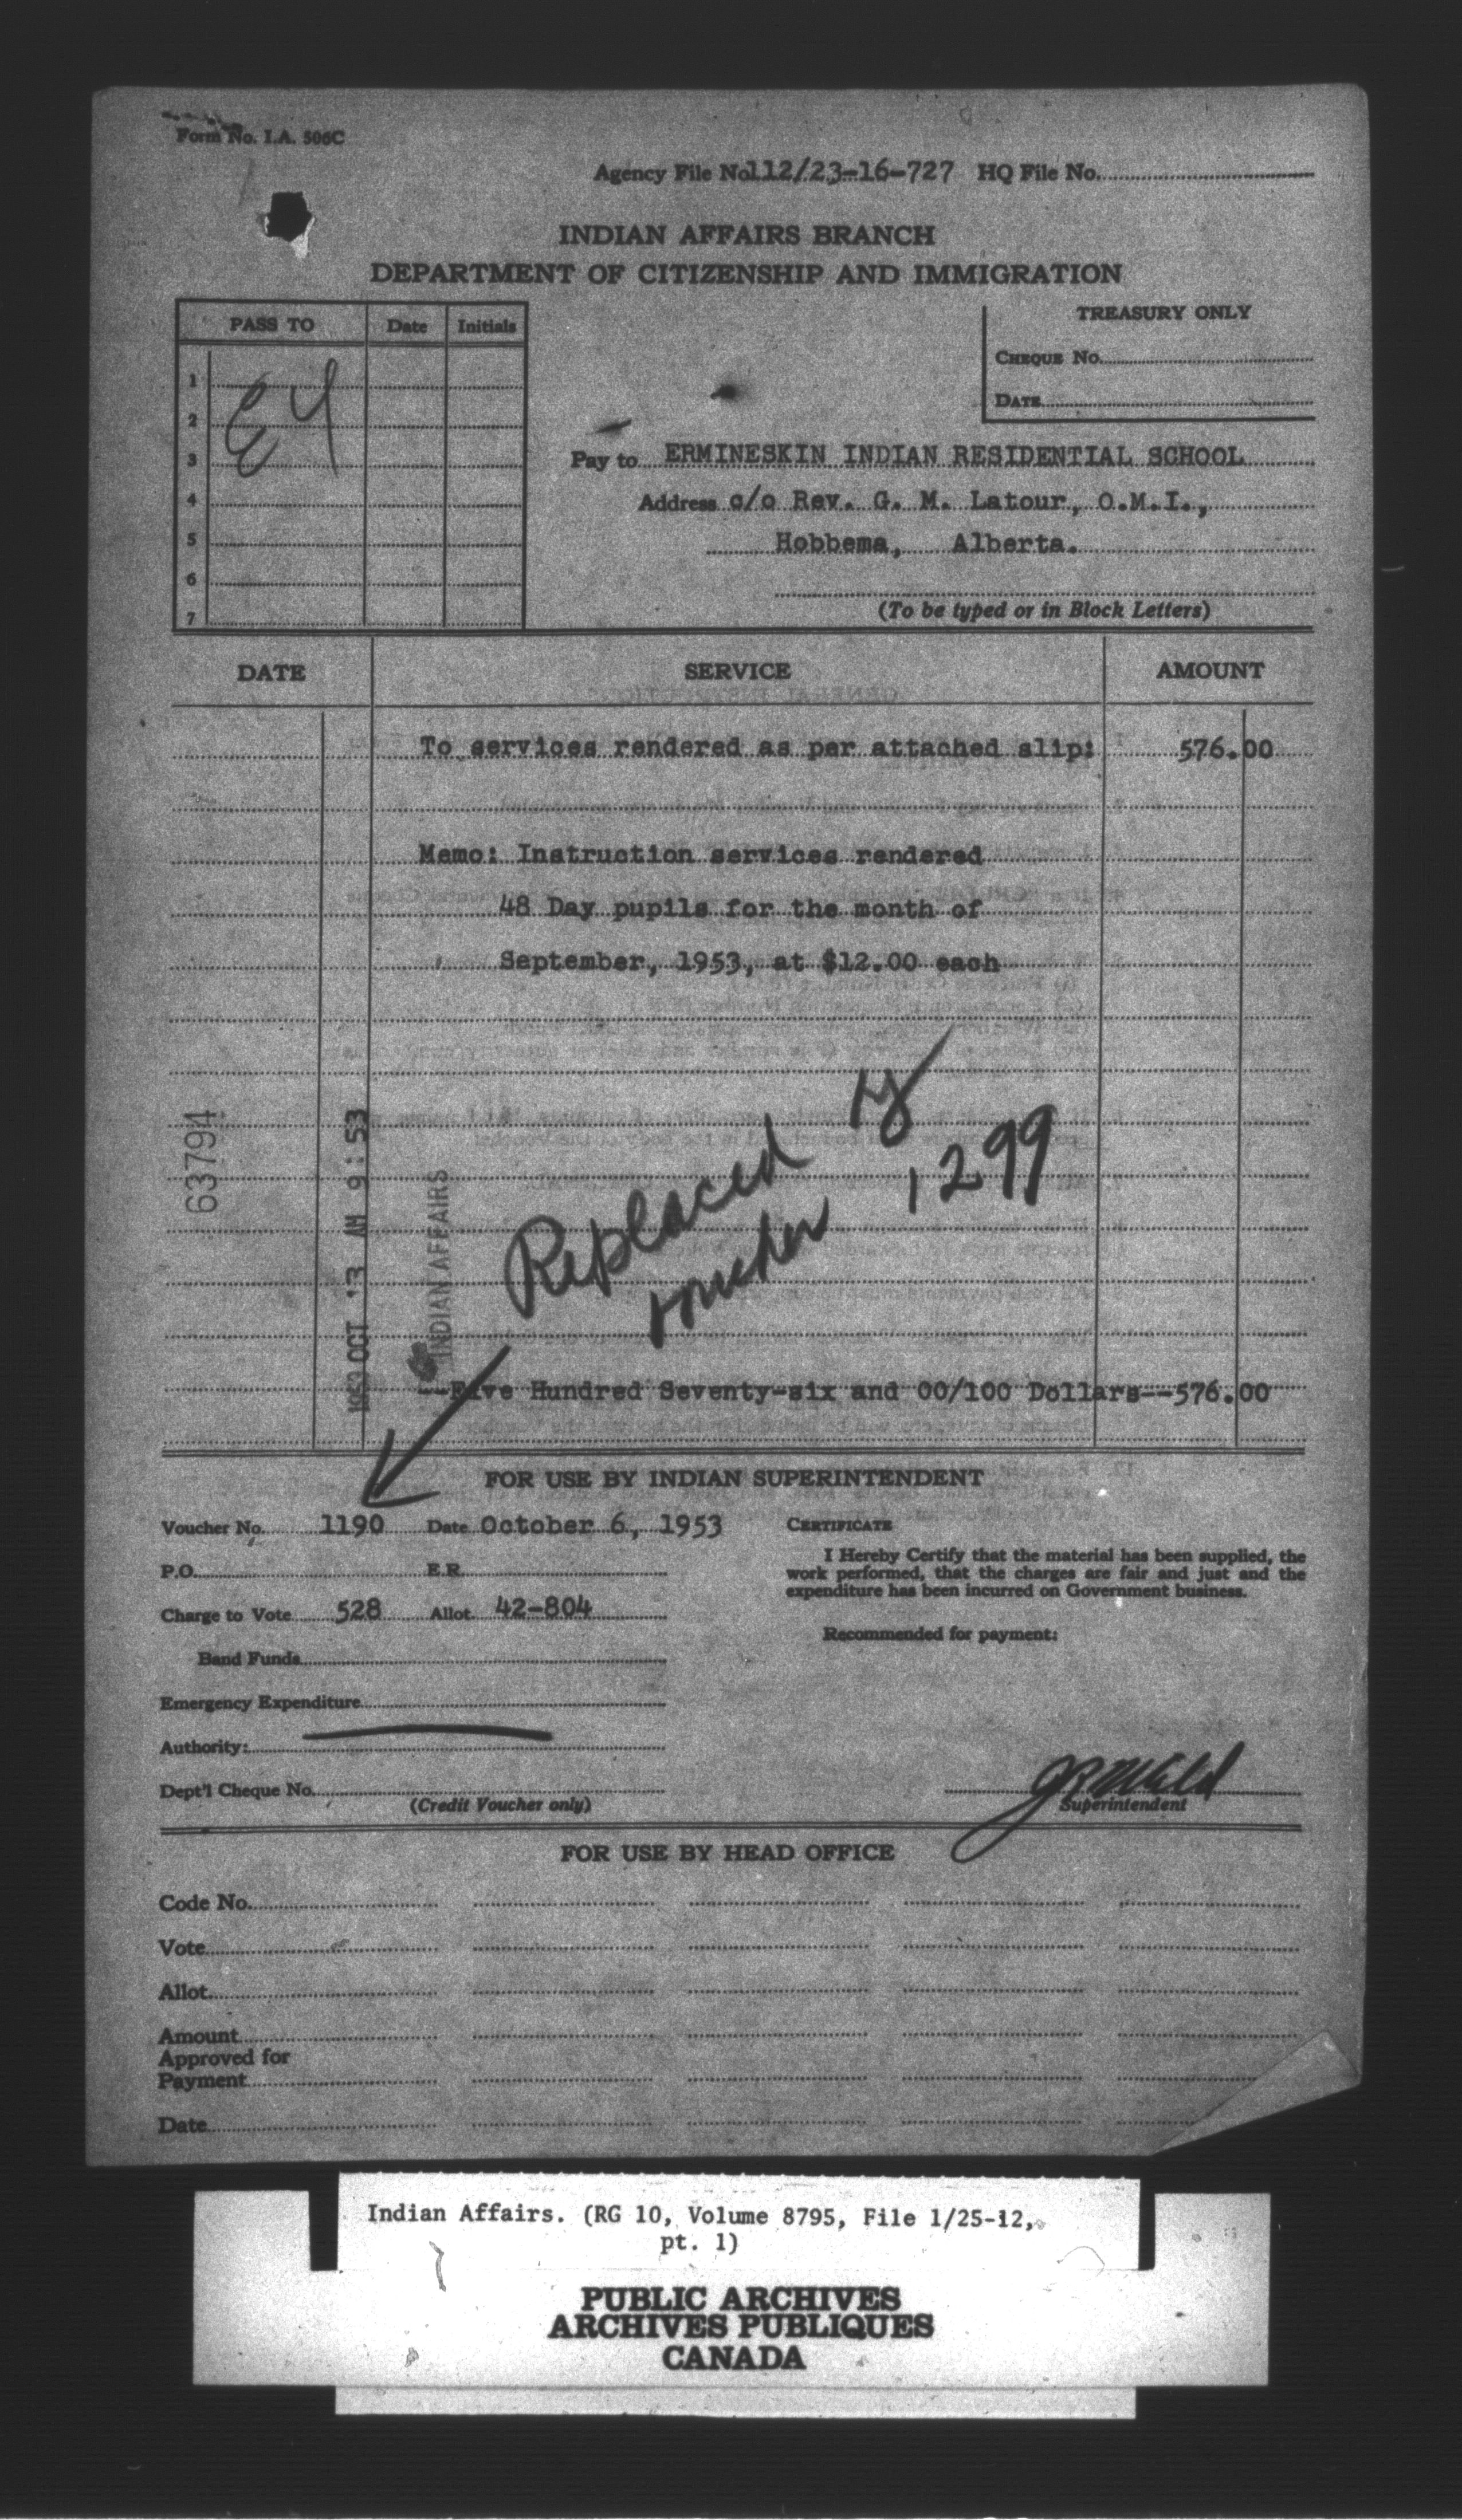 Form No. I.A. 506C
Agency File No112/23-16-727 HQ File No.
INDIAN AFFAIRS BRANCH
DEPARTMENT OF CITIZENSHIP AND IMMIGRATION
PASS TO Date Initials
TREASURY ONLY
Cheque No.
Date
1
2
3
4
5
6
7
E4
Pay to ERMINESKIN INDIAN RESIDENTIAL SCHOOL
Address c/o Rev. G. M. Latour, O.M.I.,
Hobbema, Alberta.
(To be typed or in Block Letters)
DATE SERVICE AMOUNT
To services rendered as per attached slip: 576.00
Memo: Instruction services rendered
48 Day pupils for the month of
September, 1953, at $12.00 each
63794
1953 OCT 13 AM 9:53
INDIAN AFFAIRS
Replaced by
voucher 1299
--Five Hundred Seventy-six and 00/100 Dollars--576.00
FOR USE BY INDIAN SUPERINTENDENT
Voucher No. 1190 Date October 6, 1953
P.O. E.R.
Charge to Vote 528 Allot. 42-804
Band Funds
Emergency Expenditure
Authority:
Dept'l Cheque No.
(Credit Voucher only)
Certificate
I Hereby Certify that the material has been supplied, the
work performed, that the charges are fair and just and the
expenditure has been incurred on Government business.
Recommended for payment:
Superintendent
FOR USE BY HEAD OFFICE
Code No.
Vote
Allot.
Amount
Approved for
Payment
Date
Indian Affairs. (RG 10, Volume 8795, File 1/25-12,
pt. 1)
PUBLIC ARCHIVES
ARCHIVES PUBLIQUES
CANADA